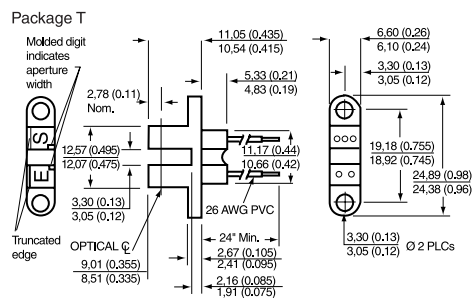 Package T
Molded digit
indicates
aperture
width
11,05 (0.435)
10,54 (0.415)
6,60 (0.26)
6,10 (0.24)
2,78 (0.11)
Nom.
5.33 (0.21)
4,83 (0.19)
3,30 (0.13)
3,05 (0.12)
S
E
12,57 (0.495)
12,07 (0.475)
11.17 (0.44)
10.66 (0.42)
19,18 (0.755)
18,92 (0.745)
24,89 (0.98)
24,38 (0.96)
3,30 (0.13)
3,05 (0.12)
26 AWG PVC
Truncated
edge
OPTICAL ℄
24" Min.
3,30 (0.13)
3,05 (0.12)
Ø 2 PLCs
9,01 (0.355)
8,51 (0.335)
2,67 (0.105)
2,41 (0.095)
2,16 (0.085)
1,91 (0.075)